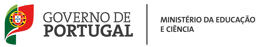 GOVERNO DE
PORTUGAL
MINISTÉRIO DA EDUCAÇÃO
E CIÊNCIA